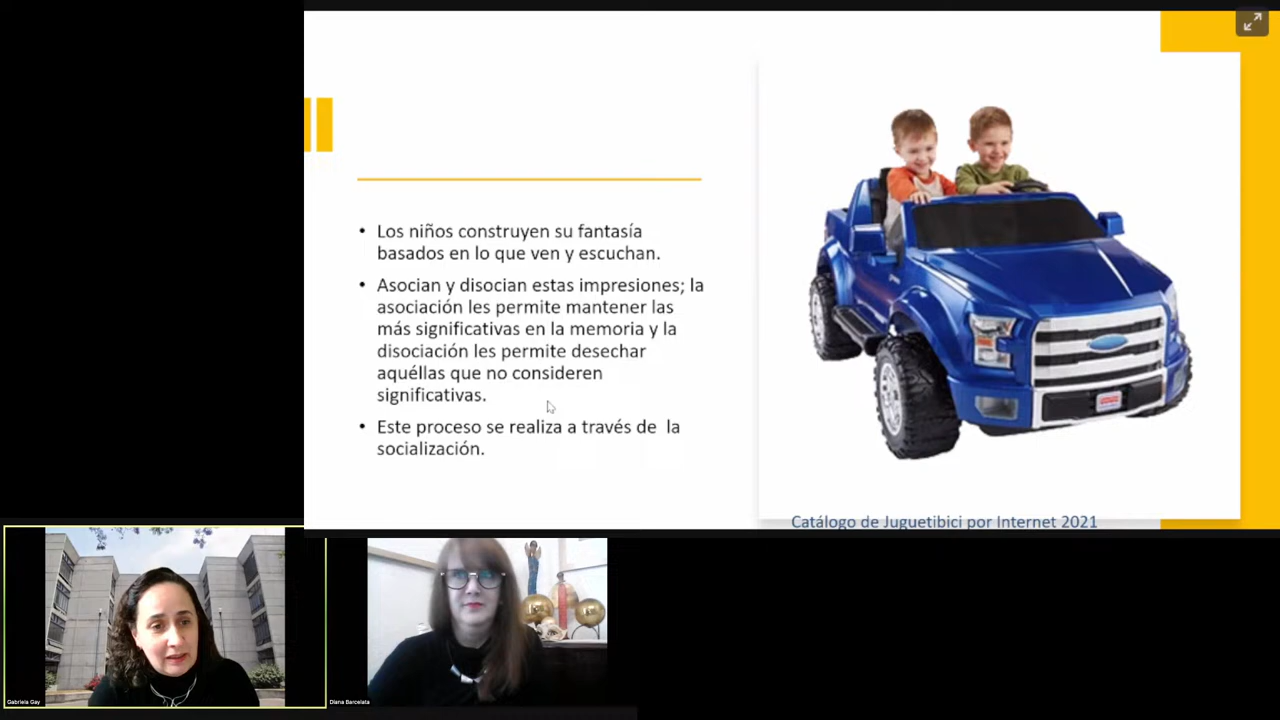 • Los niños construyen su fantasía
basados en lo que ven y escuchan.
• Asocian y disocian estas impresiones; la
asociación les permite mantener las
más significativas en la memoria y la
disociación les permite desechar
aquéllas que no consideren
significativas.
• Este proceso se realiza a través de  la
socialización.
Catálogo de Juguetibici por Internet 2021
Gabriela Gay
Diana Barcelata